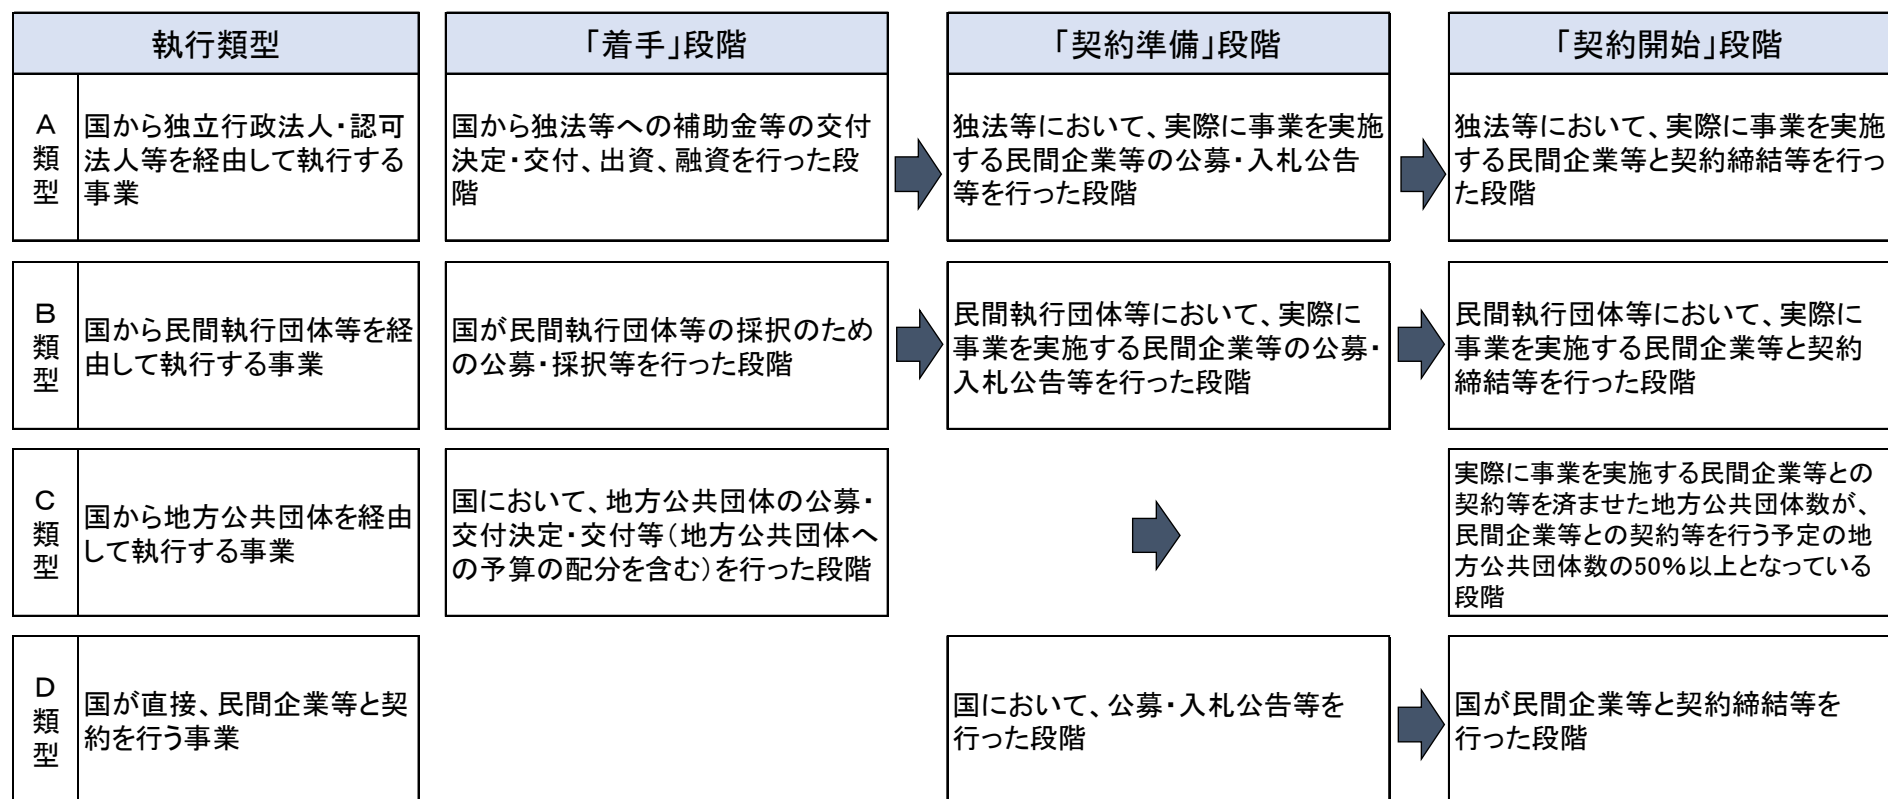 執行類型
「着手」段階
「契約準備」段階
「契約開始」段階
A
類
型
国から独立行政法人・認可
法人等を経由して執行する
事業
国から独法等への補助金等の交付
決定・交付、出資、融資を行った段
階
独法等において、実際に事業を実施
する民間企業等の公募・入札公告
等を行った段階
独法等において、実際に事業を実施
する民間企業等と契約締結等を行っ
た段階
B
類
型
国から民間執行団体等を経
由して執行する事業
国が民間執行団体等の採択のため
の公募・採択等を行った段階
民間執行団体等において、実際に
事業を実施する民間企業等の公募・
入札公告等を行った段階
民間執行団体等において、実際に
事業を実施する民間企業等と契約
締結等を行った段階
C
類
型
国から地方公共団体を経由
して執行する事業
国において、地方公共団体の公募・
交付決定・交付等（地方公共団体へ
の予算の配分を含む）を行った段階
実際に事業を実施する民間企業等との
契約等を済ませた地方公共団体数が、
民間企業等との契約等を行う予定の地
方公共団体数の50%以上となっている
段階
D
類
型
国が直接、民間企業等と契
約を行う事業
国において、公募・入札公告等を
行った段階
国が民間企業等と契約締結等を
行った段階